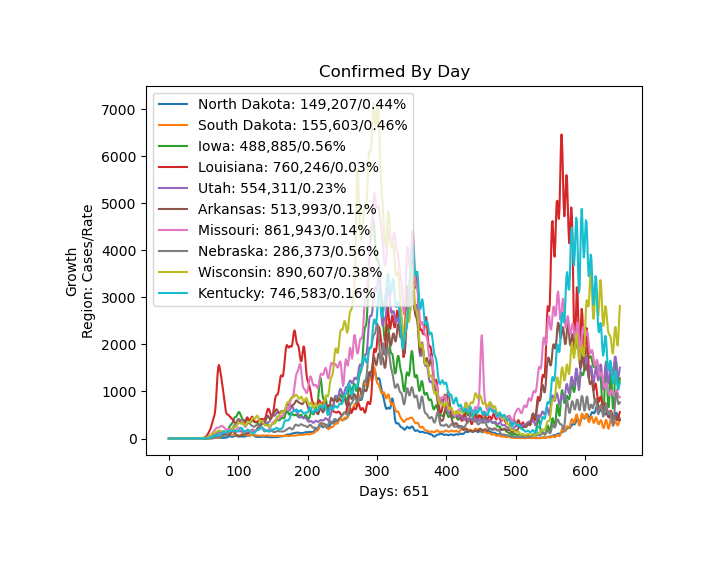 Confirmed By Day
North Dakota: 149,207/0.44%
South Dakota: 155,603/0.46%
Iowa: 488,885/0.56%
Louisiana: 760,246/0.03%
Utah: 554,311/0.23%
Arkansas: 513,993/0.12%
Missouri: 861,943/0.14%
Nebraska: 286,373/0.56%
Wisconsin: 890,607/0.38%
Kentucky: 746,583/0.16%
7000
6000
5000
4000
3000
2000
1000
0
Growth
Region: Cases/Rate
0 100 200 300 400 500 600
Days: 651